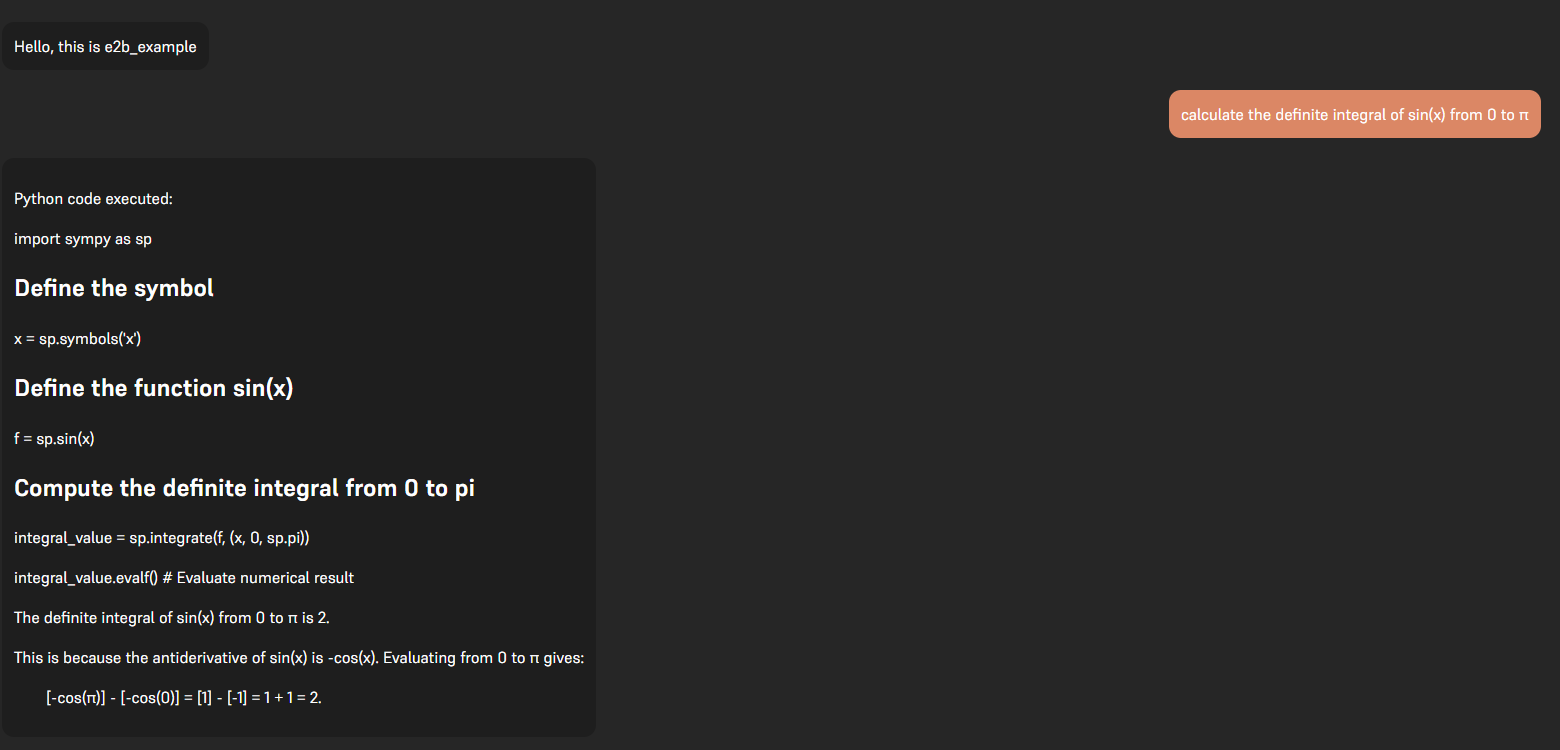 Hello, this is e2b_example
calculate the definite integral of sin(x) from 0 to π
Python code executed:
import sympy as sp
Define the symbol
x = sp.symbols('x')
Define the function sin(x)
f = sp.sin(x)
Compute the definite integral from 0 to pi
integral_value = sp.integrate(f, (x, 0, sp.pi))
integral_value.evalf() # Evaluate numerical result
The definite integral of sin(x) from 0 to π is 2.
This is because the antiderivative of sin(x) is -cos(x). Evaluating from 0 to π gives:
[-cos(π)] - [-cos(0)] = [1] - [-1] = 1 + 1 = 2.